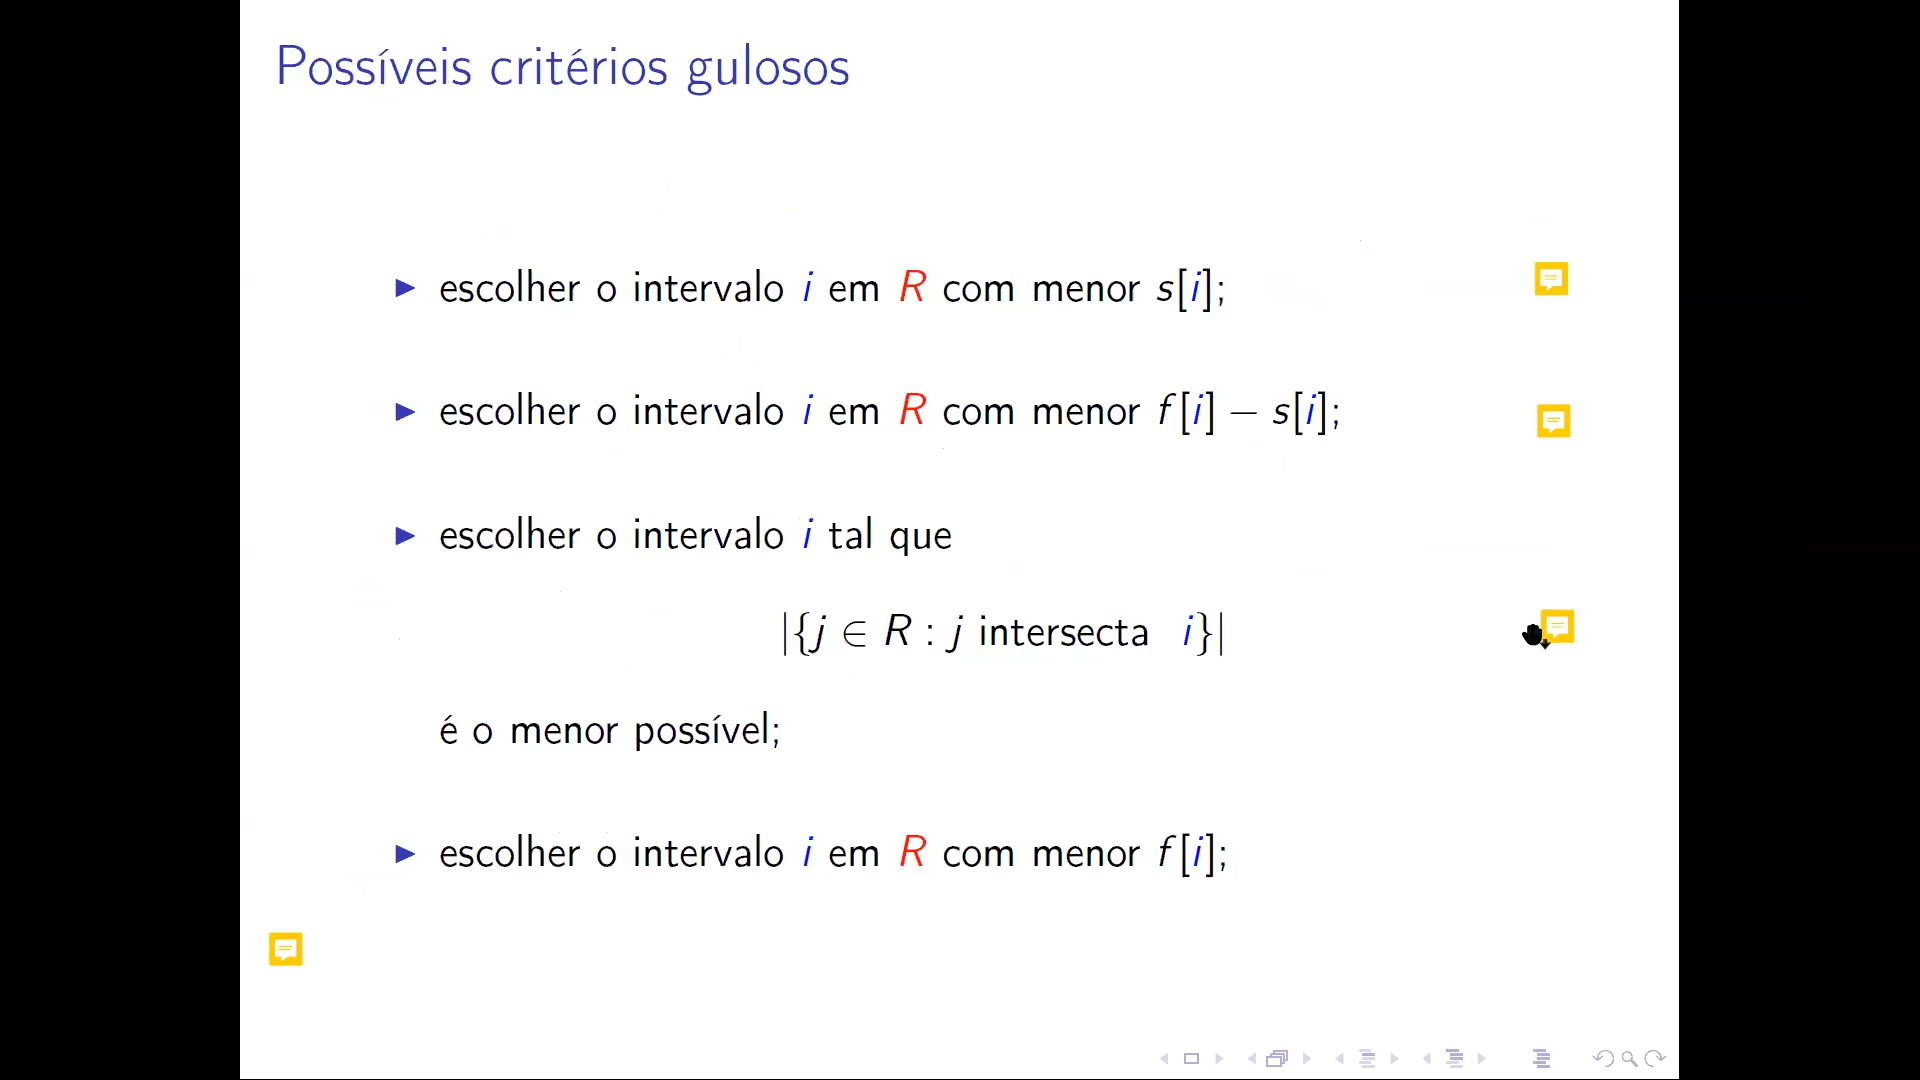 Possíveis critérios gulosos
▶ escolher o intervalo i em R com menor s[i];
▶ escolher o intervalo i em R com menor f[i] − s[i];
▶ escolher o intervalo i tal que
|{j ∈ R : j intersecta i}|
é o menor possível;
▶ escolher o intervalo i em R com menor f[i];